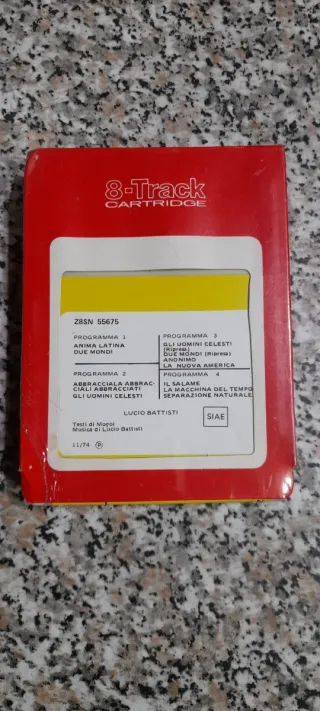 8-Track
CARTRIDGE
Z8SN 55675
PROGRAMMA 1
ANIMA LATINA
DUE MONDI
PROGRAMMA 3
GLI UOMINI CELESTI
(Ripresa)
DUE MONDI (Ripresa)
ANONIMO
LA NUOVA AMERICA
PROGRAMMA 2
ABBRACCIALA ABBRAC-
CIALI ABBRACCIATI
GLI UOMINI CELESTI
PROGRAMMA 4
IL SALAME
LA MACCHINA DEL TEMPO
SEPARAZIONE NATURALE
LUCIO BATTISTI
Testi di Mogol
Musica di Lucio Battisti
SIAE
11/74 Ⓟ